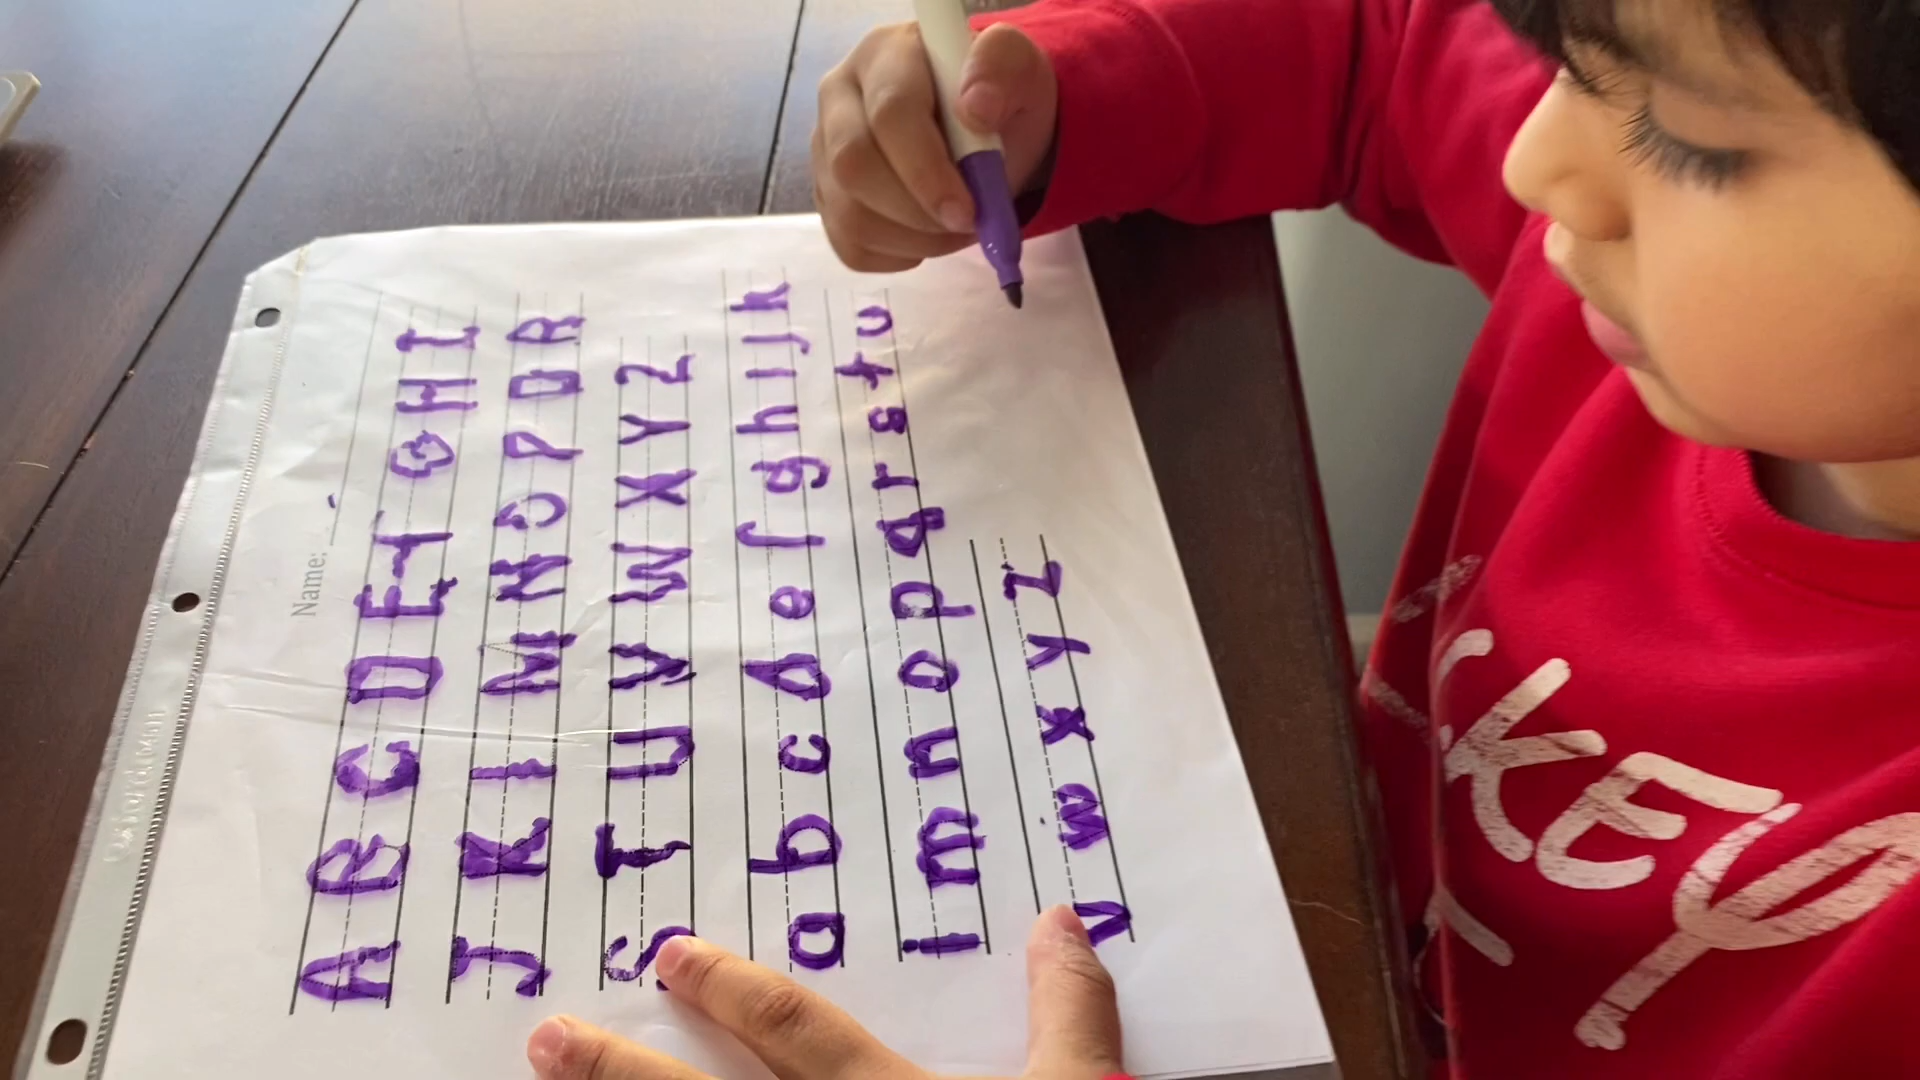 Name:
A B C D E F G H I
J K l M N O P Q R
S T U V W X Y Z
a b c d e f g h i j k
l m n o p q r s t u
v w x y z